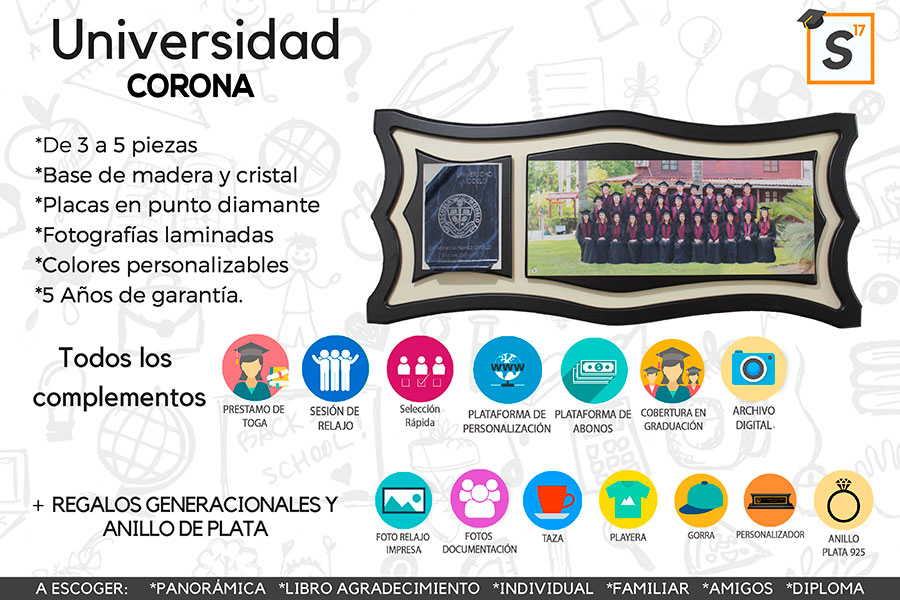 Universidad
CORONA
S 17
*De 3 a 5 piezas
*Base de madera y cristal
*Placas en punto diamante
*Fotografías laminadas
*Colores personalizables
*5 Años de garantía.
Todos los
complementos
PRESTAMO DE
TOGA
SESIÓN DE
RELAJO
Selección
Rápida
WWW
PLATAFORMA DE
PERSONALIZACIÓN
PLATAFORMA DE
ABONOS
COBERTURA EN
GRADUACIÓN
ARCHIVO
DIGITAL
+ REGALOS GENERACIONALES Y
ANILLO DE PLATA
FOTO RELAJO
IMPRESA
FOTOS
DOCUMENTACIÓN
TAZA
PLAYERA
GORRA
PERSONALIZADOR
ANILLO
PLATA 925
BACK
SCHOOL
A ESCOGER: *PANORÁMICA *LIBRO AGRADECIMIENTO *INDIVIDUAL *FAMILIAR *AMIGOS *DIPLOMA